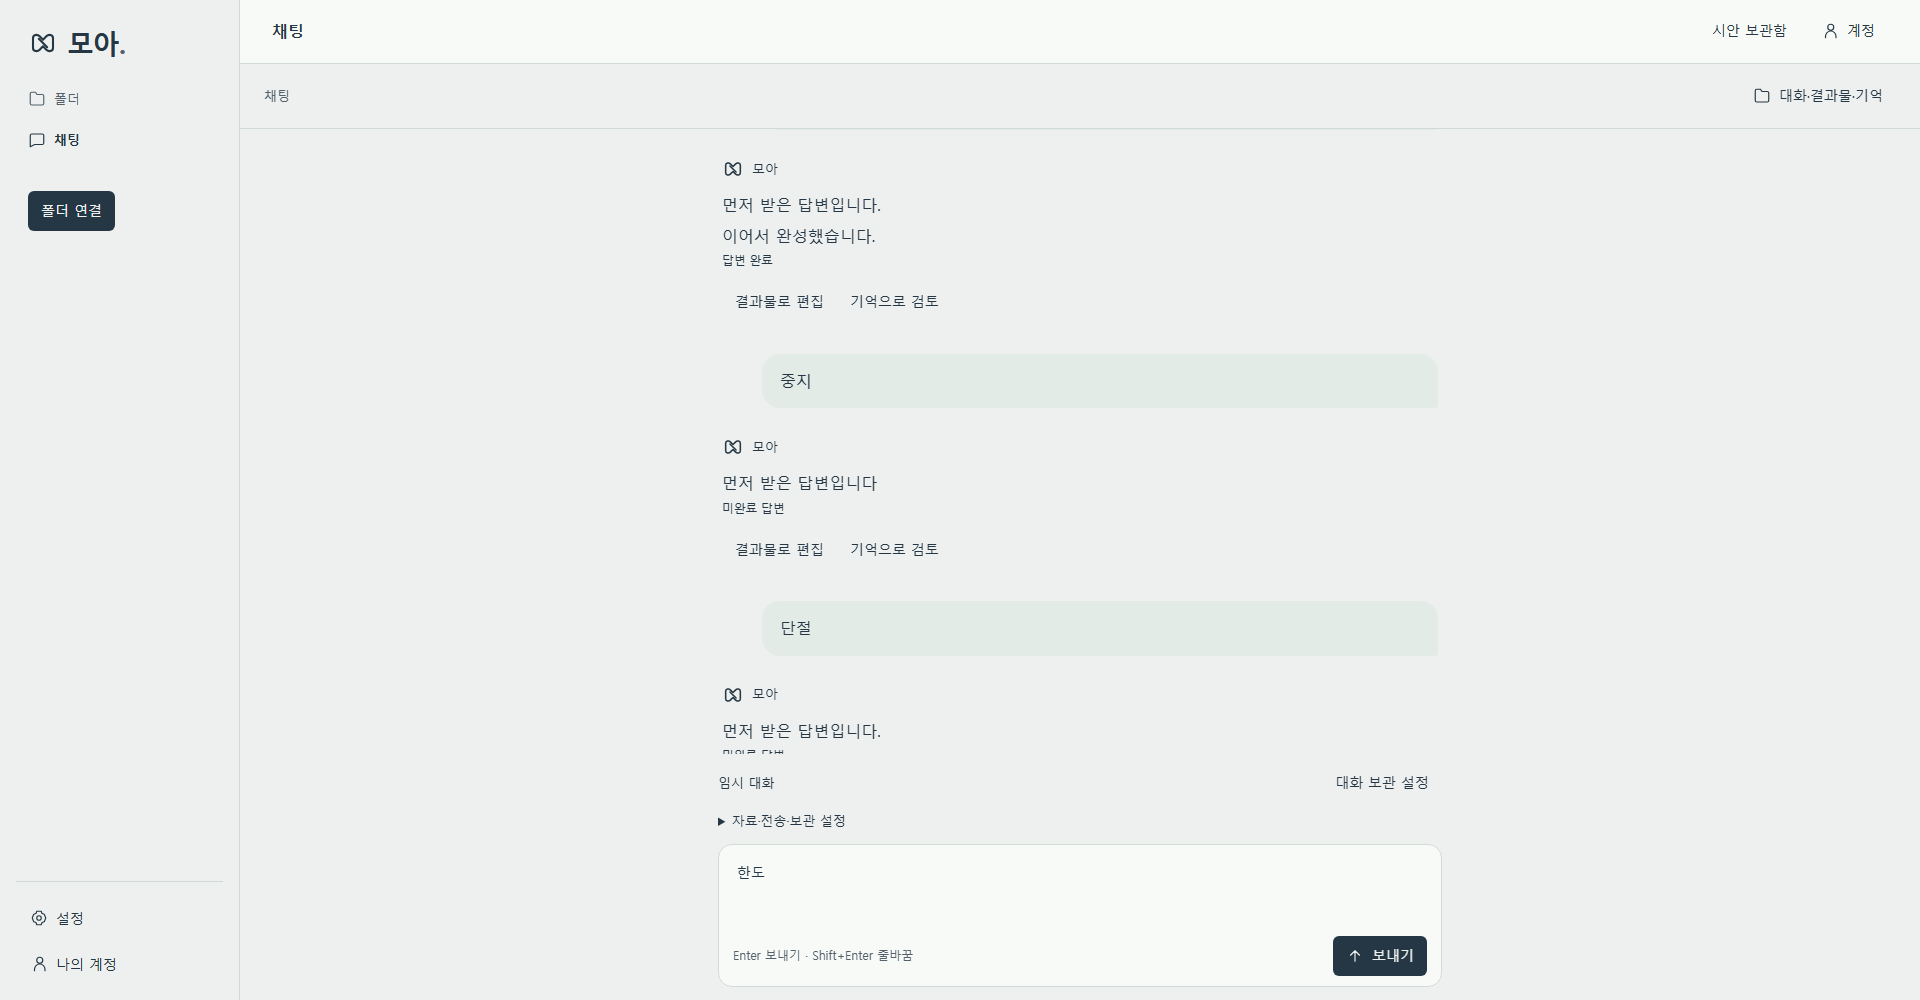 모아.
폴더
채팅
폴더 연결
설정
나의 계정
채팅
시안 보관함
계정
채팅
대화·결과물·기억
모아
먼저 받은 답변입니다.
이어서 완성했습니다.
답변 완료
결과물로 편집 기억으로 검토
중지
모아
먼저 받은 답변입니다
미완료 답변
결과물로 편집 기억으로 검토
단절
모아
먼저 받은 답변입니다.
임시 대화
대화 보관 설정
자료·전송·보관 설정
한도
Enter 보내기 · Shift+Enter 줄바꿈
보내기